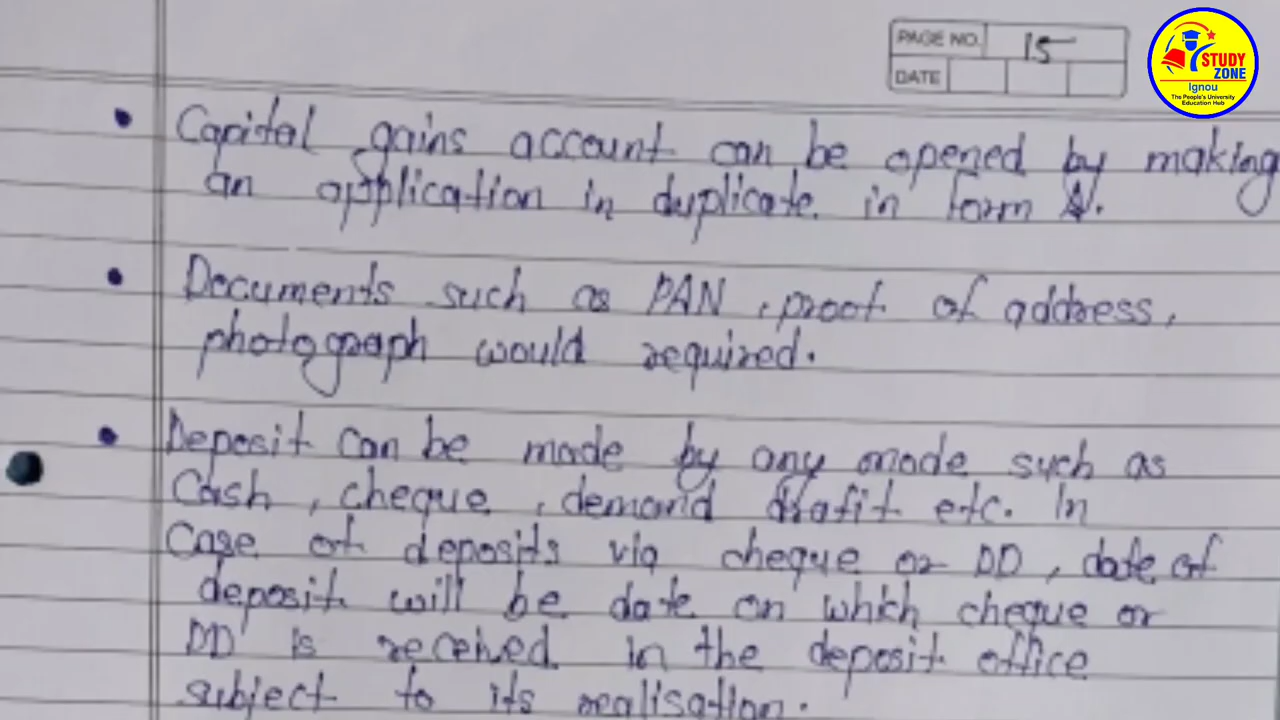 PAGE NO. 15
DATE
STUDY
ZONE
Ignou
The People's University
Education Hub
• Capital gains account can be opened by making
an application in duplicate in form
• Documents such as PAN, proof of address,
photograph would required.
• Deposit can be made by any mode such as
Cash, cheque, demand drafit etc. In
Case of deposits via cheque or DD, date of
deposit will be date on which cheque or
DD is received in the deposit office
subject to its realisation.